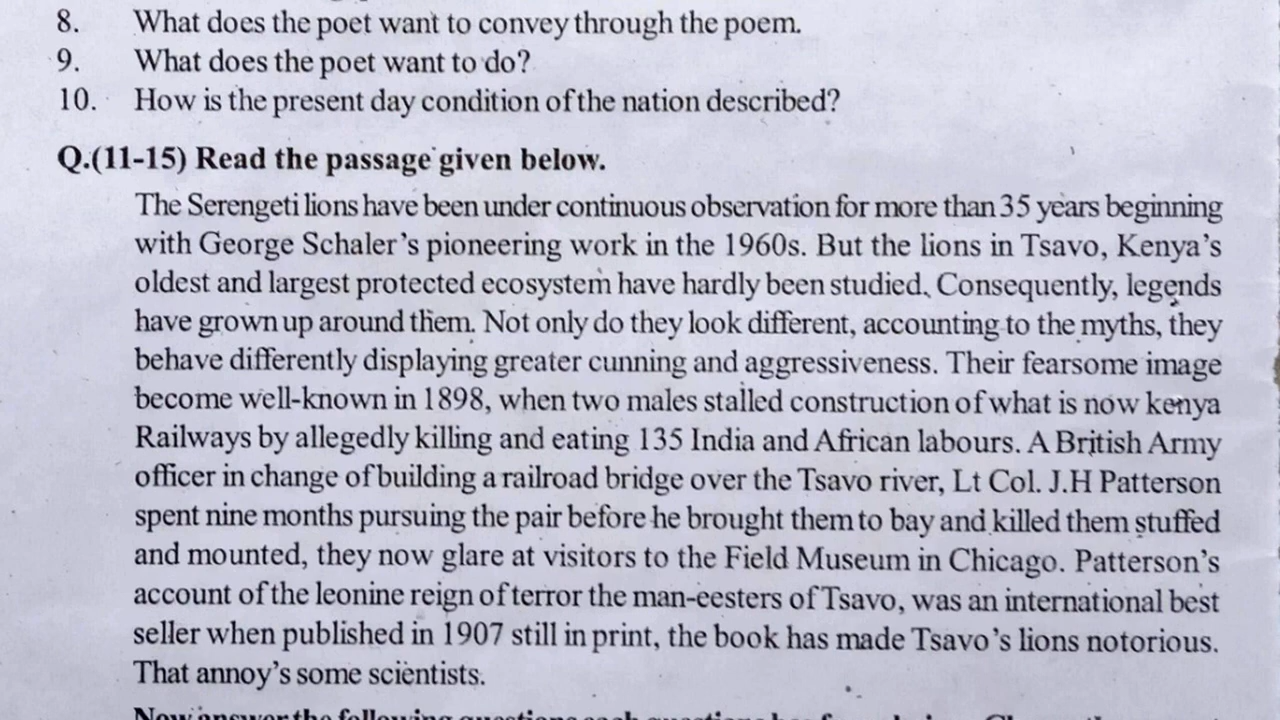 8. What does the poet want to convey through the poem.
9. What does the poet want to do?
10. How is the present day condition of the nation described?
Q.(11-15) Read the passage given below.
The Serengeti lions have been under continuous observation for more than 35 years beginning
with George Schaler's pioneering work in the 1960s. But the lions in Tsavo, Kenya's
oldest and largest protected ecosystem have hardly been studied. Consequently, legends
have grown up around them. Not only do they look different, accounting to the myths, they
behave differently displaying greater cunning and aggressiveness. Their fearsome image
become well-known in 1898, when two males stalled construction of what is now kenya
Railways by allegedly killing and eating 135 India and African labours. A British Army
officer in change of building a railroad bridge over the Tsavo river, Lt Col. J.H Patterson
spent nine months pursuing the pair before he brought them to bay and killed them stuffed
and mounted, they now glare at visitors to the Field Museum in Chicago. Patterson's
account of the leonine reign of terror the man-eesters of Tsavo, was an international best
seller when published in 1907 still in print, the book has made Tsavo's lions notorious.
That annoy's some scientists.
Now answer the following questions each questions has four